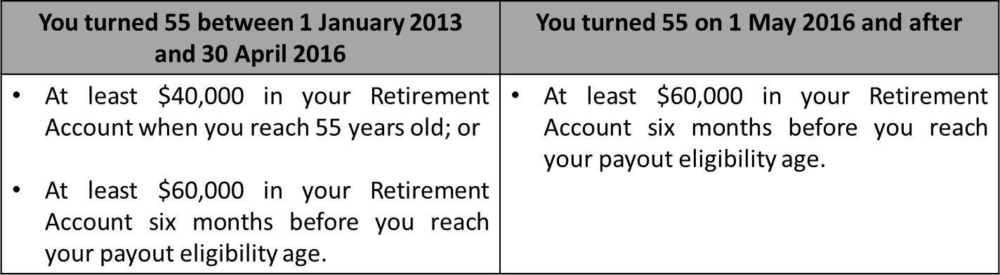 You turned 55 between 1 January 2013
and 30 April 2016
You turned 55 on 1 May 2016 and after
• At least $40,000 in your Retirement
Account when you reach 55 years old; or
• At least $60,000 in your Retirement
Account six months before you reach
your payout eligibility age.
• At least $60,000 in your Retirement
Account six months before you reach
your payout eligibility age.